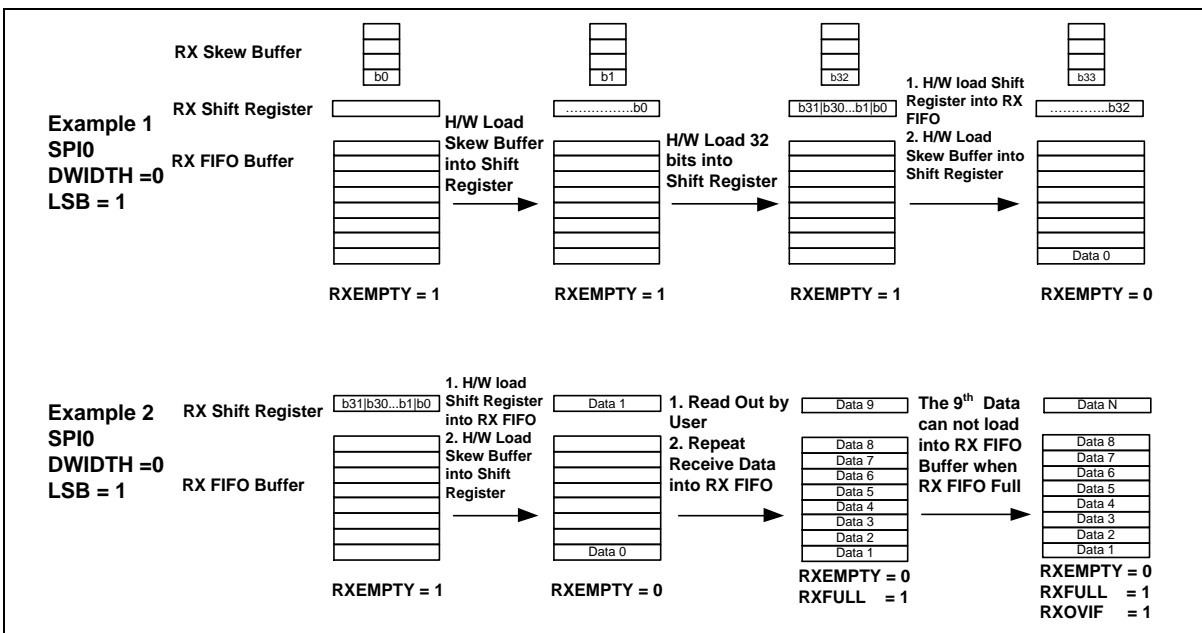 RX Skew Buffer
b0
b1
b32
b33
Example 1
SPI0
DWIDTH =0
LSB = 1
RX Shift Register
RX FIFO Buffer
H/W Load
Skew Buffer
into Shift
Register
……………b0
H/W Load 32
bits into
Shift Register
b31|b30...b1|b0
1. H/W load Shift
Register into RX
FIFO
2. H/W Load
Skew Buffer into
Shift Register
…………..b32
Data 0
RXEMPTY = 1
RXEMPTY = 1
RXEMPTY = 1
RXEMPTY = 0
Example 2
SPI0
DWIDTH =0
LSB = 1
RX Shift Register
RX FIFO Buffer
b31|b30...b1|b0
RXEMPTY = 1
1. H/W load
Shift Register
into RX FIFO
2. H/W Load
Skew Buffer
into Shift
Register
Data 1
Data 0
RXEMPTY = 0
1. Read Out by
User
2. Repeat
Receive Data
into RX FIFO
Data 9
Data 8
Data 7
Data 6
Data 5
Data 4
Data 3
Data 2
Data 1
RXEMPTY = 0
RXFULL = 1
The 9th Data
can not load
into RX FIFO
Buffer when
RX FIFO Full
Data N
Data 8
Data 7
Data 6
Data 5
Data 4
Data 3
Data 2
Data 1
RXEMPTY = 0
RXFULL = 1
RXOVIF = 1